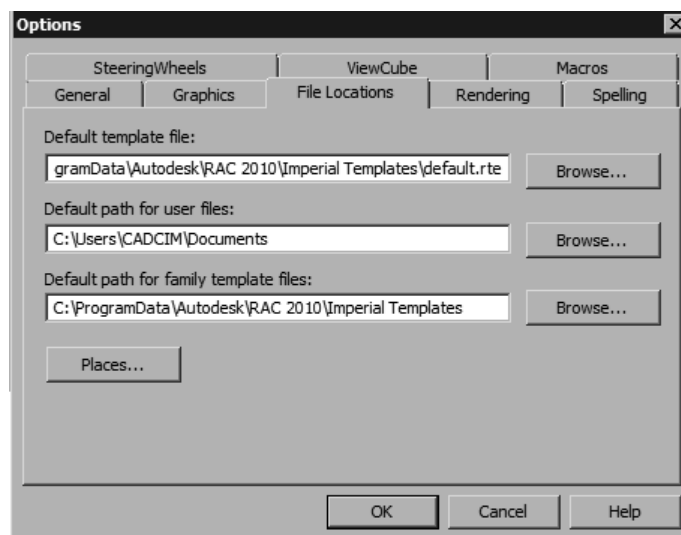 Options
SteeringWheels ViewCube Macros
General Graphics File Locations Rendering Spelling
Default template file:
gramData\Autodesk\RAC 2010\Imperial Templates\default.rte Browse...
Default path for user files:
C:\Users\CADCIM\Documents Browse...
Default path for family template files:
C:\ProgramData\Autodesk\RAC 2010\Imperial Templates Browse...
Places...
OK Cancel Help